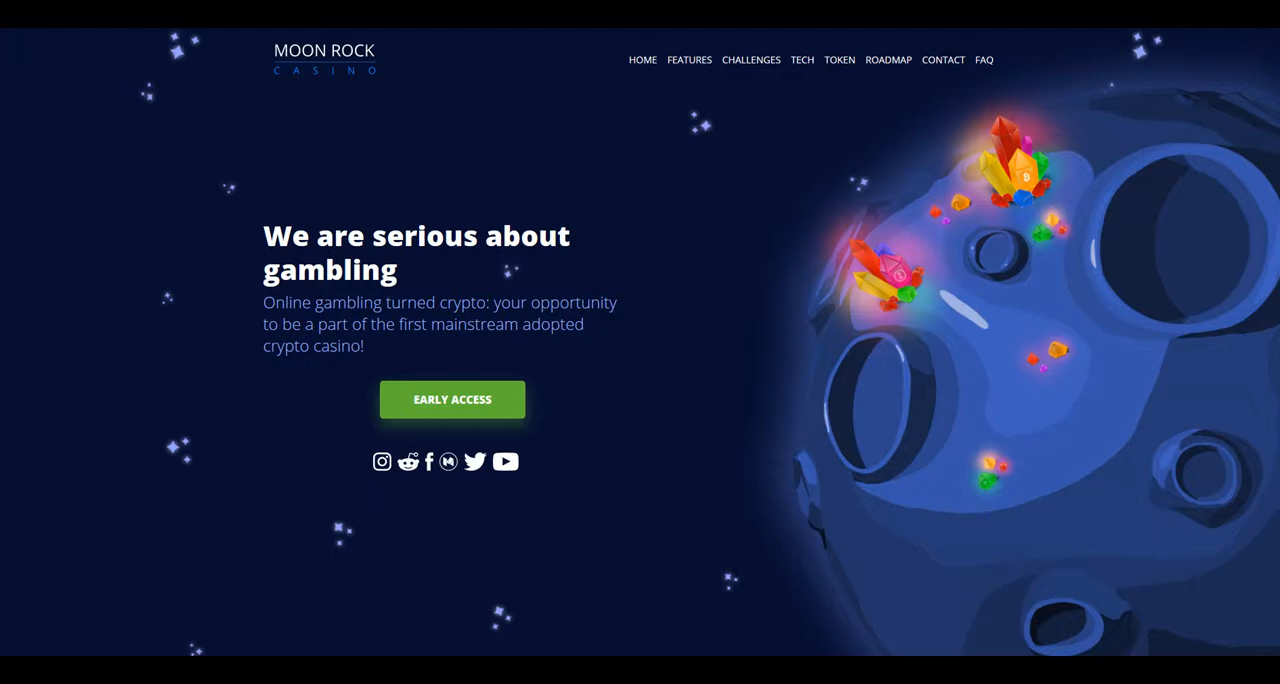 MOON ROCK
CASINO
HOME FEATURES CHALLENGES TECH TOKEN ROADMAP CONTACT FAQ
We are serious about
gambling
Online gambling turned crypto: your opportunity
to be a part of the first mainstream adopted
crypto casino!
EARLY ACCESS